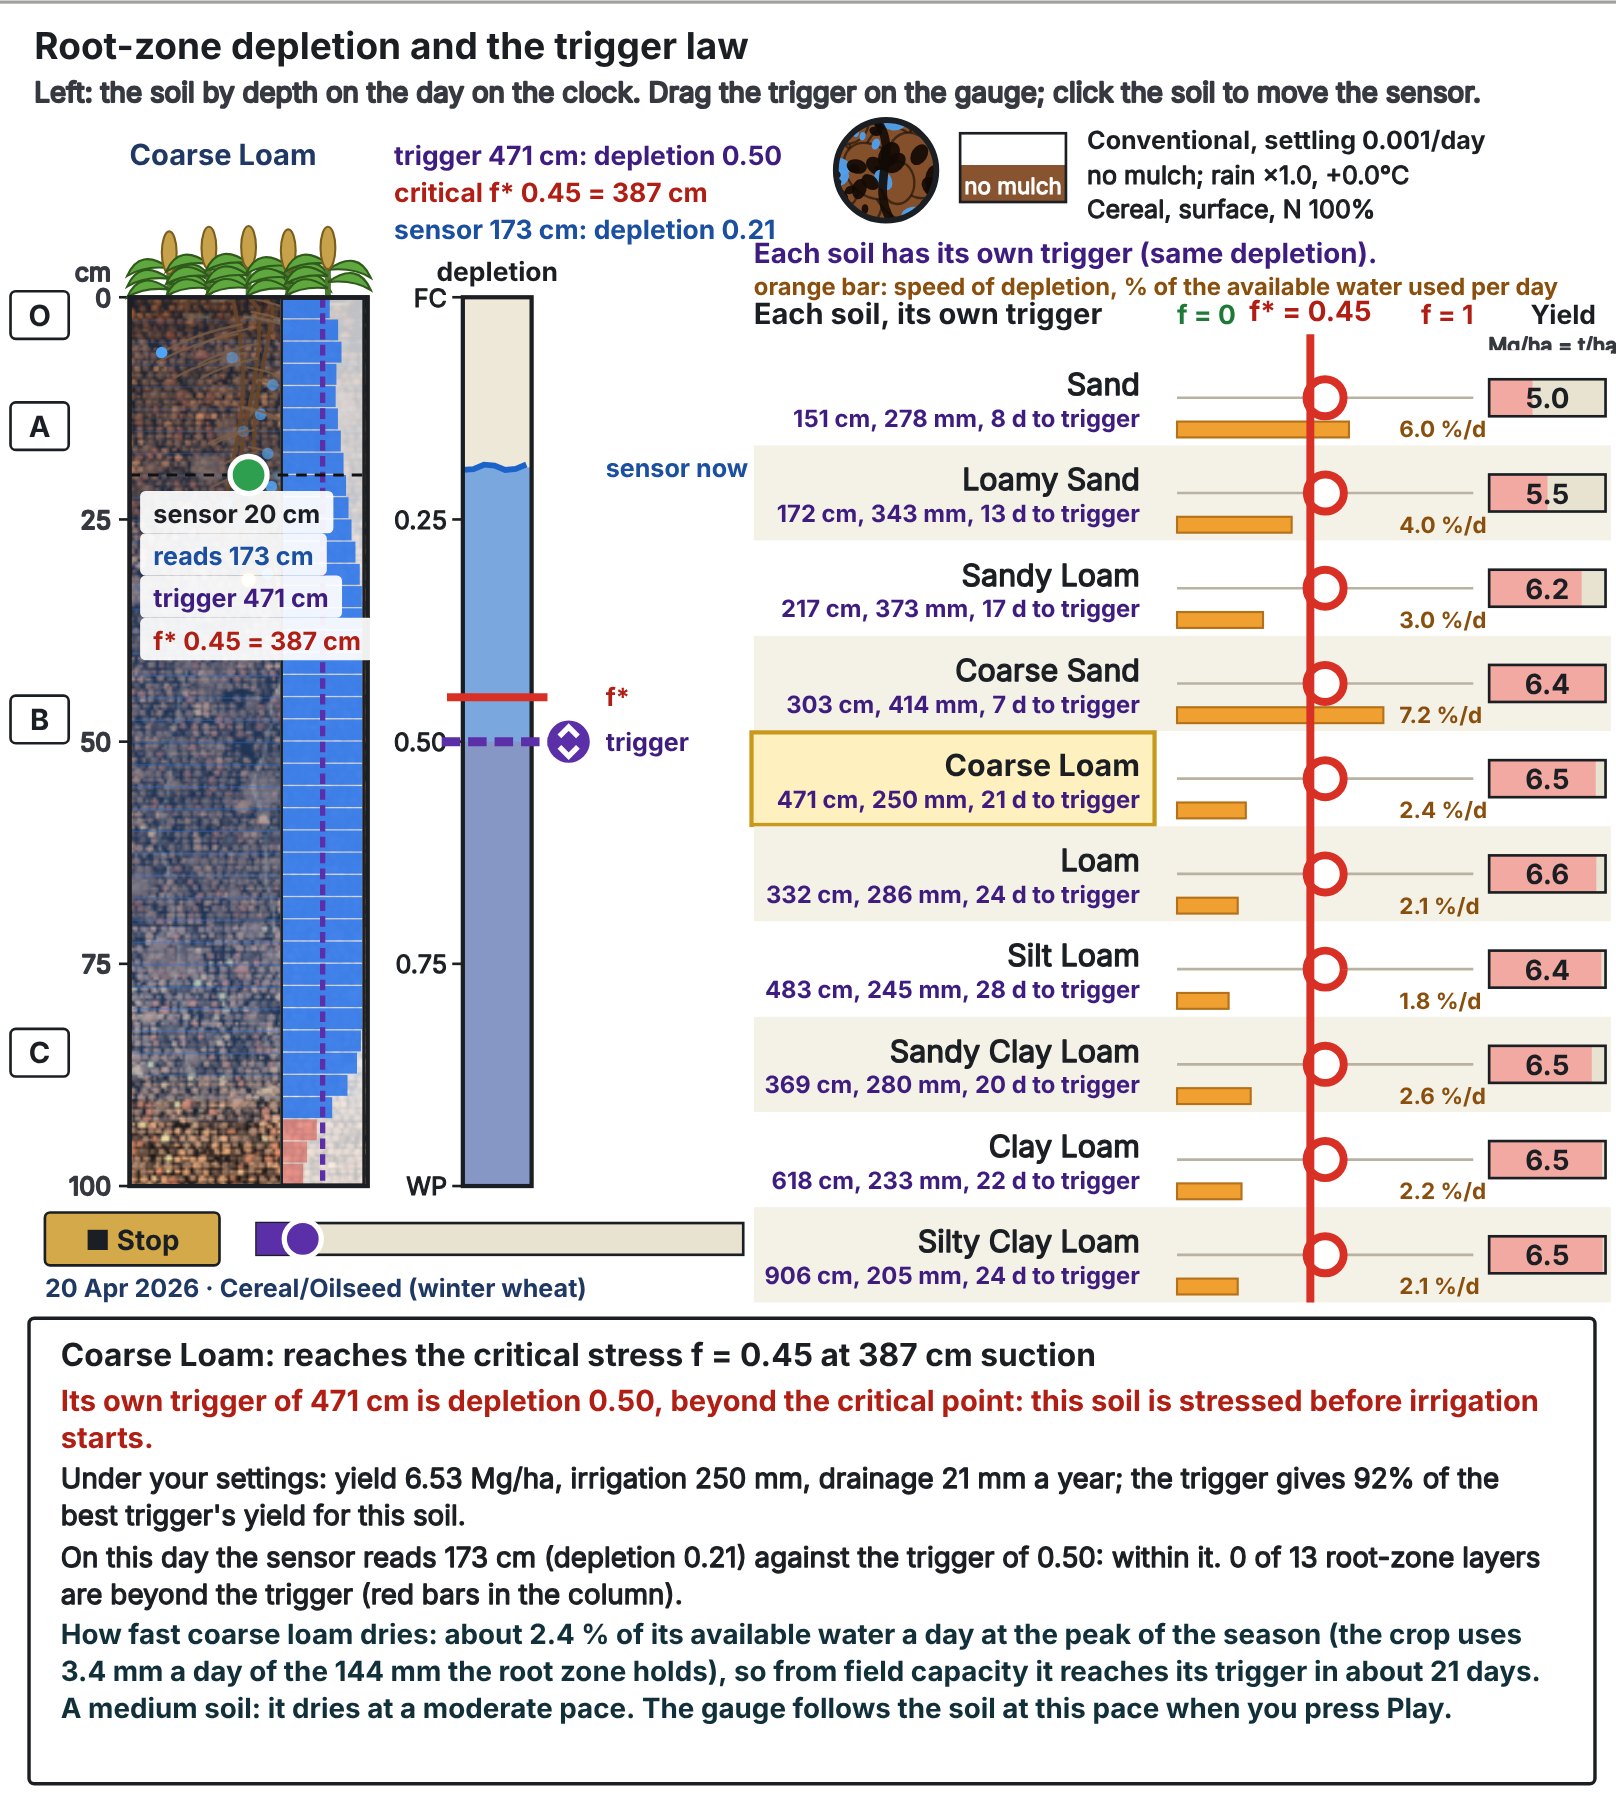 Root-zone depletion and the trigger law
Left: the soil by depth on the day on the clock. Drag the trigger on the gauge; click the soil to move the sensor.
Coarse Loam
trigger 471 cm: depletion 0.50
critical f* 0.45 = 387 cm
sensor 173 cm: depletion 0.21
no mulch
Conventional, settling 0.001/day
no mulch; rain ×1.0, +0.0°C
Cereal, surface, N 100%
Each soil has its own trigger (same depletion).
orange bar: speed of depletion, % of the available water used per day
Each soil, its own trigger
f = 0
f* = 0.45
f = 1
Yield
Mg/ha = t/ha
cm
0
25
50
75
100
O
A
B
C
sensor 20 cm
reads 173 cm
trigger 471 cm
f* 0.45 = 387 cm
depletion
FC
0.25
0.50
0.75
WP
sensor now
f*
trigger
Sand
151 cm, 278 mm, 8 d to trigger
6.0 %/d
5.0
Loamy Sand
172 cm, 343 mm, 13 d to trigger
4.0 %/d
5.5
Sandy Loam
217 cm, 373 mm, 17 d to trigger
3.0 %/d
6.2
Coarse Sand
303 cm, 414 mm, 7 d to trigger
7.2 %/d
6.4
Coarse Loam
471 cm, 250 mm, 21 d to trigger
2.4 %/d
6.5
Loam
332 cm, 286 mm, 24 d to trigger
2.1 %/d
6.6
Silt Loam
483 cm, 245 mm, 28 d to trigger
1.8 %/d
6.4
Sandy Clay Loam
369 cm, 280 mm, 20 d to trigger
2.6 %/d
6.5
Clay Loam
618 cm, 233 mm, 22 d to trigger
2.2 %/d
6.5
Silty Clay Loam
906 cm, 205 mm, 24 d to trigger
2.1 %/d
6.5
Stop
20 Apr 2026 · Cereal/Oilseed (winter wheat)
Coarse Loam: reaches the critical stress f = 0.45 at 387 cm suction
Its own trigger of 471 cm is depletion 0.50, beyond the critical point: this soil is stressed before irrigation
starts.
Under your settings: yield 6.53 Mg/ha, irrigation 250 mm, drainage 21 mm a year; the trigger gives 92% of the
best trigger's yield for this soil.
On this day the sensor reads 173 cm (depletion 0.21) against the trigger of 0.50: within it. 0 of 13 root-zone layers
are beyond the trigger (red bars in the column).
How fast coarse loam dries: about 2.4 % of its available water a day at the peak of the season (the crop uses
3.4 mm a day of the 144 mm the root zone holds), so from field capacity it reaches its trigger in about 21 days.
A medium soil: it dries at a moderate pace. The gauge follows the soil at this pace when you press Play.